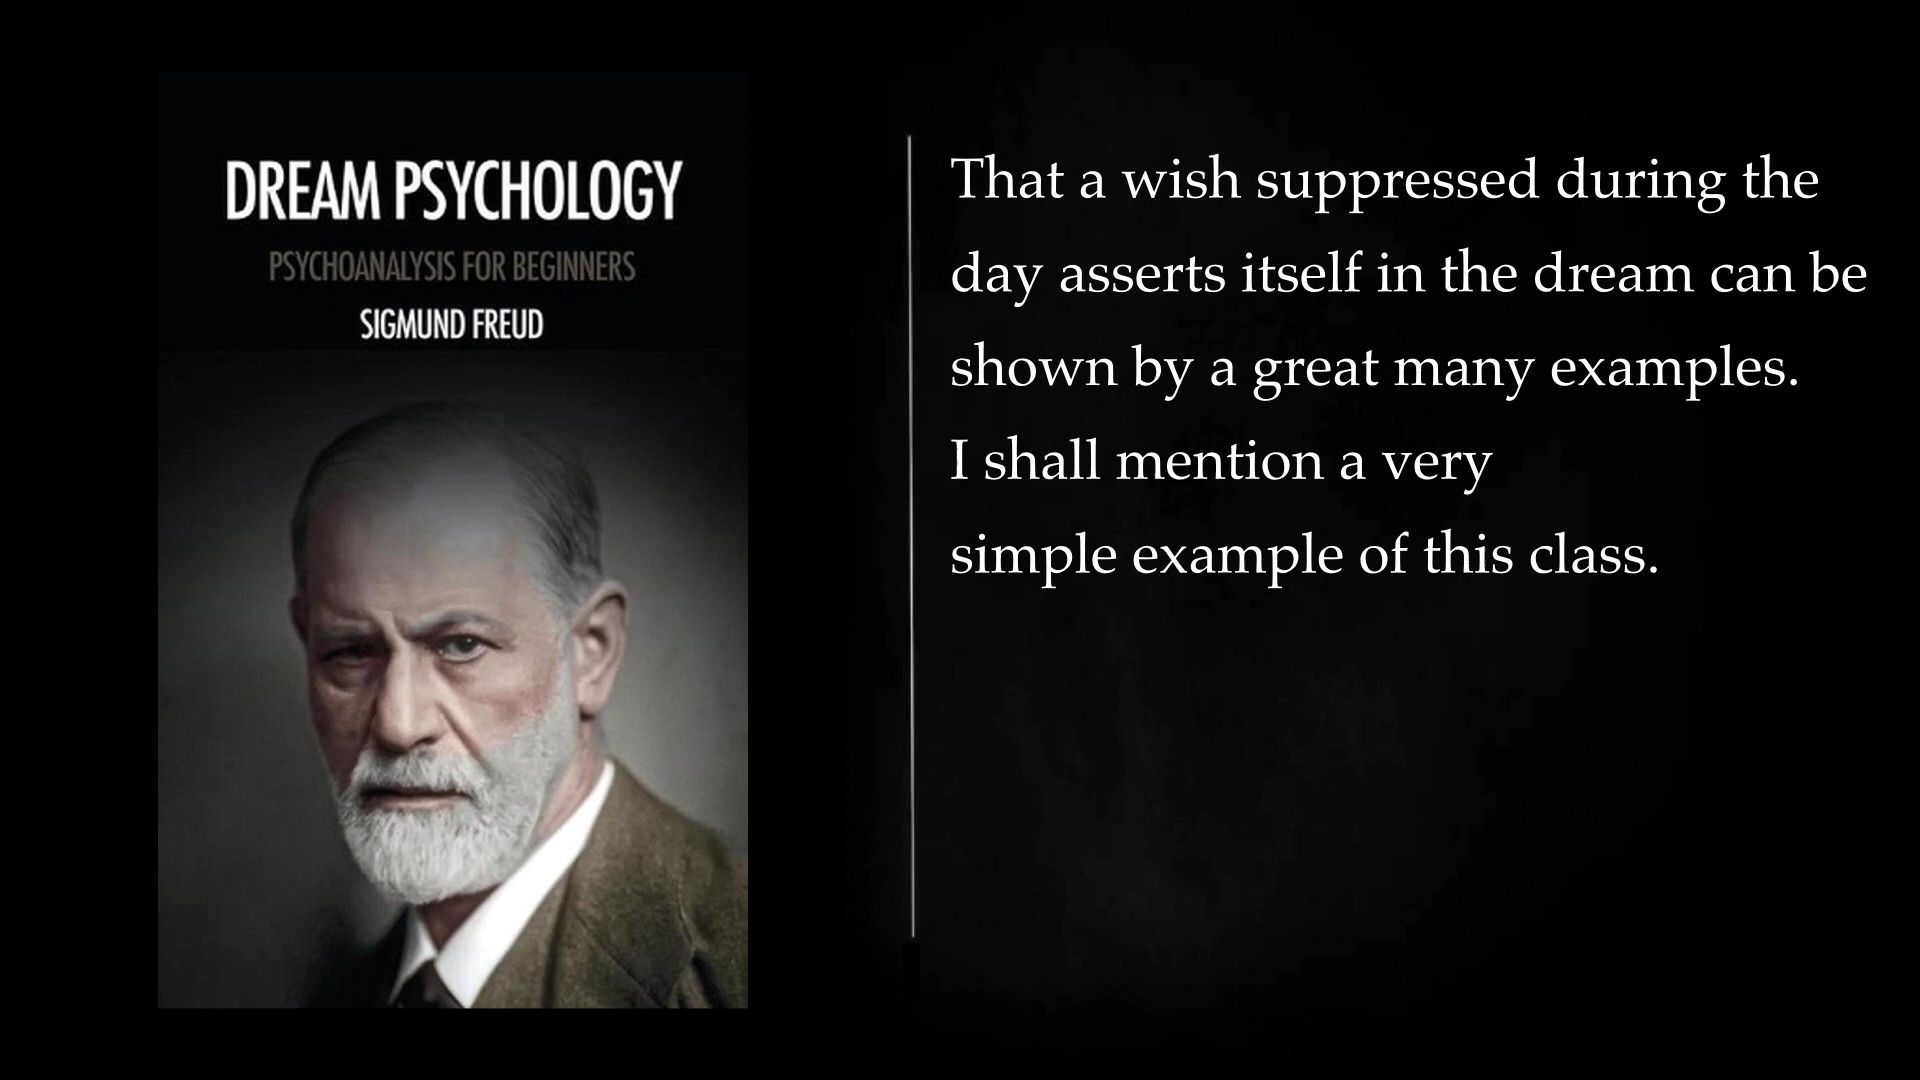 DREAM PSYCHOLOGY
PSYCHOANALYSIS FOR BEGINNERS
SIGMUND FREUD
That a wish suppressed during the
day asserts itself in the dream can be
shown by a great many examples.
I shall mention a very
simple example of this class.